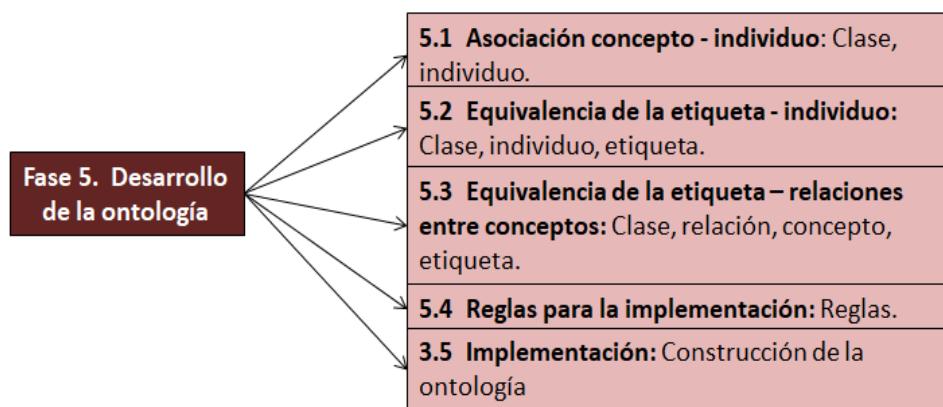 Fase 5.  Desarrollo
de la ontología
5.1  Asociación concepto - individuo: Clase,
individuo.
5.2  Equivalencia de la etiqueta - individuo:
Clase, individuo, etiqueta.
5.3  Equivalencia de la etiqueta – relaciones
entre conceptos: Clase, relación, concepto,
etiqueta.
5.4  Reglas para la implementación: Reglas.
3.5  Implementación: Construcción de la
ontología